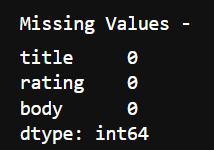 Missing Values -
title     0
rating    0
body      0
dtype: int64